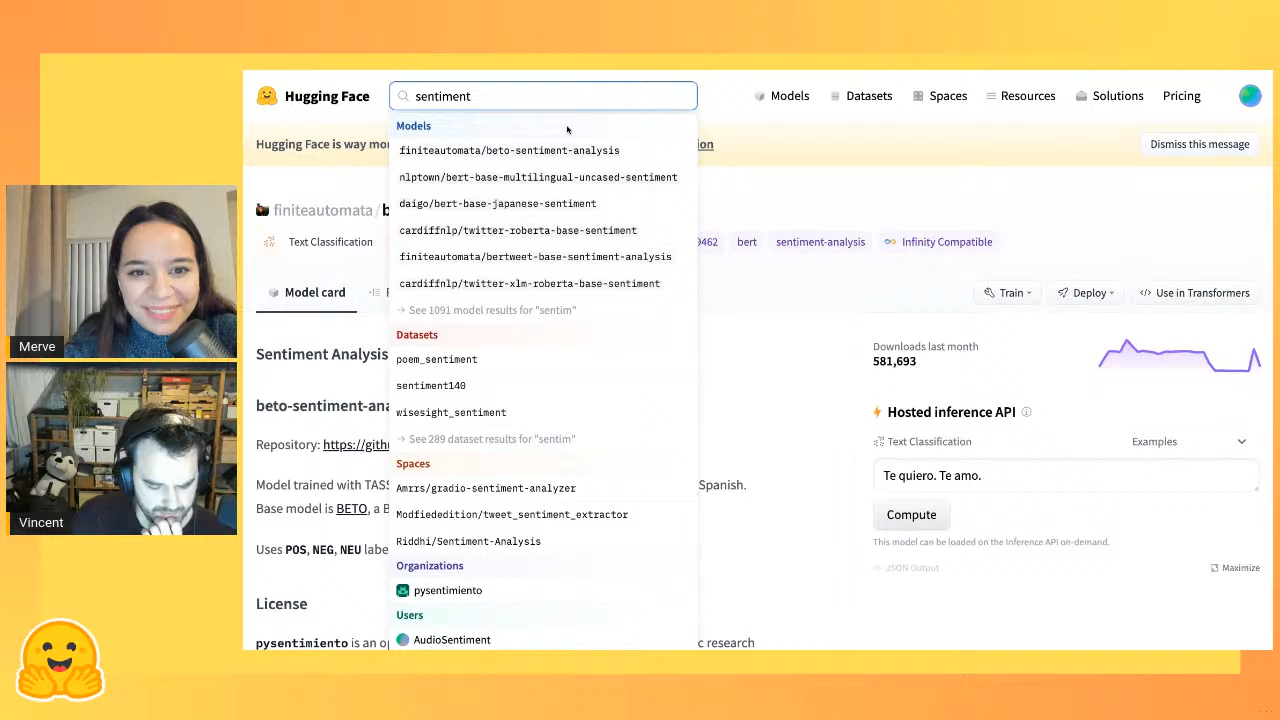 Hugging Face
sentiment
Models
Datasets
Spaces
Resources
Solutions
Pricing
Hugging Face is way mo
ion
Dismiss this message
Models
finiteautomata/beto-sentiment-analysis
nlptown/bert-base-multilingual-uncased-sentiment
daigo/bert-base-japanese-sentiment
cardiffnlp/twitter-roberta-base-sentiment
finiteautomata/bertweet-base-sentiment-analysis
cardiffnlp/twitter-xlm-roberta-base-sentiment
→ See 1091 model results for "sentim"
Datasets
poem_sentiment
sentiment140
wisesight_sentiment
→ See 289 dataset results for "sentim"
Spaces
Amrrs/gradio-sentiment-analyzer
Modfiededition/tweet_sentiment_extractor
Riddhi/Sentiment-Analysis
Organizations
pysentimiento
Users
AudioSentiment
finiteautomata / b
Text Classification
9462
bert
sentiment-analysis
Infinity Compatible
Model card
Train
Deploy
Use in Transformers
Sentiment Analysis
beto-sentiment-ana
Repository: https://gith
Model trained with TASS
Spanish.
Base model is BETO, a B
Uses POS, NEG, NEU labe
License
pysentimiento is an op
c research
Downloads last month
581,693
Hosted inference API
Text Classification
Examples
Te quiero. Te amo.
Compute
This model can be loaded on the Inference API on-demand.
JSON Output
Maximize
Merve
Vincent